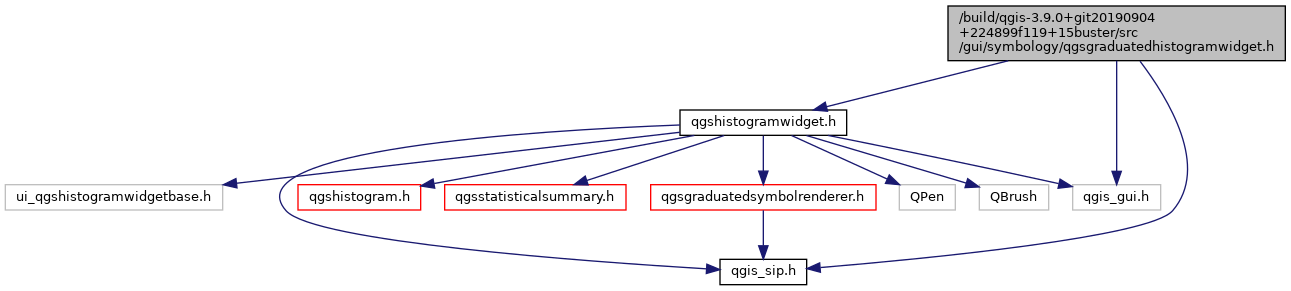 /build/qgis-3.9.0+git20190904
+224899f119+15buster/src
/gui/symbology/qgsgraduatedhistogramwidget.h
qgshistogramwidget.h
ui_qgshistogramwidgetbase.h
qgshistogram.h
qgsstatisticalsummary.h
qgsgraduatedsymbolrenderer.h
QPen
QBrush
qgis_gui.h
qgis_sip.h